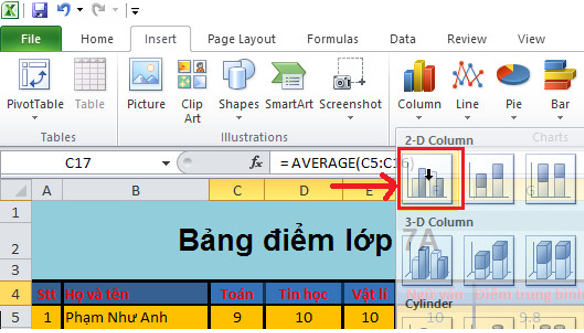 File Home Insert Page Layout Formulas Data Review
PivotTable Table Picture Clip Art Shapes SmartArt Screenshot Column Line Pie Bar
Tables Illustrations Charts
2-D Column
C17 fx =AVERAGE(C5:C16)
A B C D E F G
1
2 Bảng điểm lớp 7A
3-D Column
3
4 Stt Họ và tên Toán Tin học Vật lí Ngữ văn Điểm trung bình
Cylinder
5 1 Phạm Như Anh 9 10 10 10 9.8